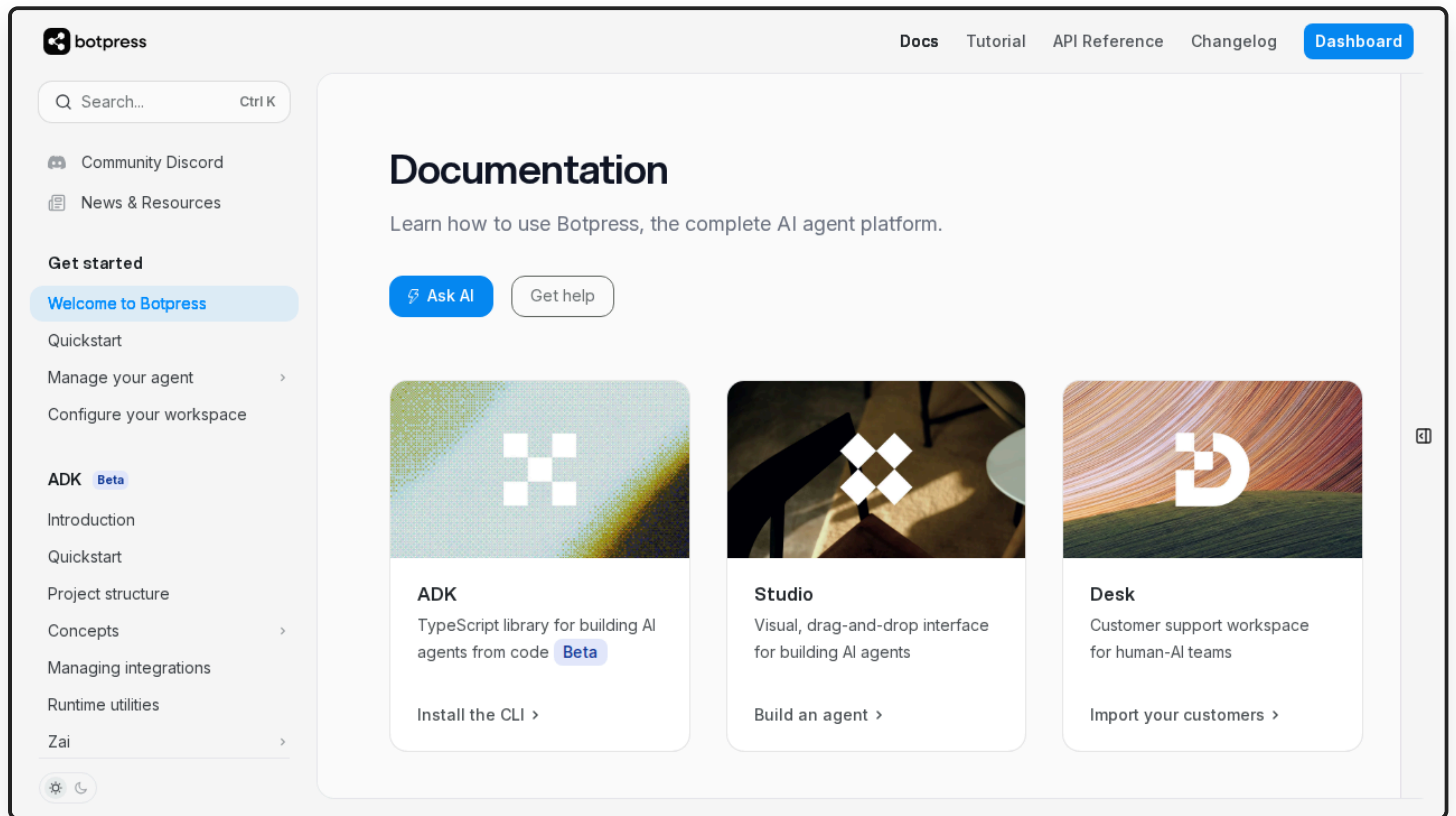 botpress
Docs
Tutorial
API Reference
Changelog
Dashboard
Search...
Ctrl K
Community Discord
News & Resources
Get started
Welcome to Botpress
Quickstart
Manage your agent
Configure your workspace
ADK Beta
Introduction
Quickstart
Project structure
Concepts
Managing integrations
Runtime utilities
Zai
Documentation
Learn how to use Botpress, the complete AI agent platform.
Ask AI
Get help
ADK
TypeScript library for building AI
agents from code Beta
Install the CLI
Studio
Visual, drag-and-drop interface
for building AI agents
Build an agent
Desk
Customer support workspace
for human-AI teams
Import your customers